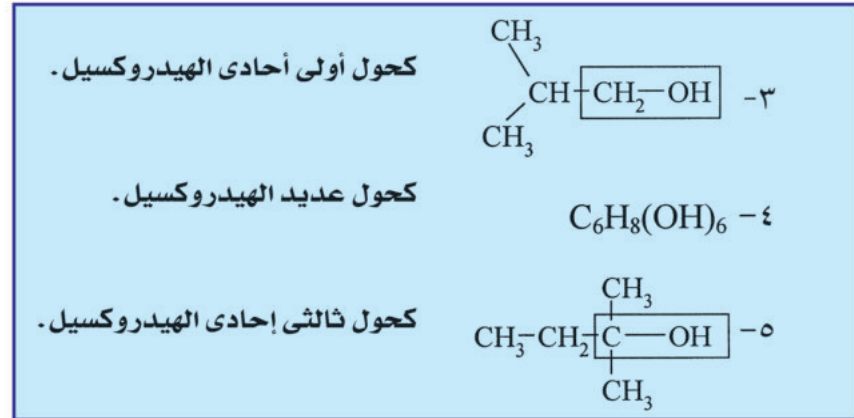 CH3
كحول أولى أحادى الهيدروكسيل.
٣- CH-CH2-OH
CH3
كحول عديد الهيدروكسيل.
٤- C6H8(OH)6
CH3
كحول ثالثى إحادى الهيدروكسيل.
٥- CH3-CH2-C-OH
CH3